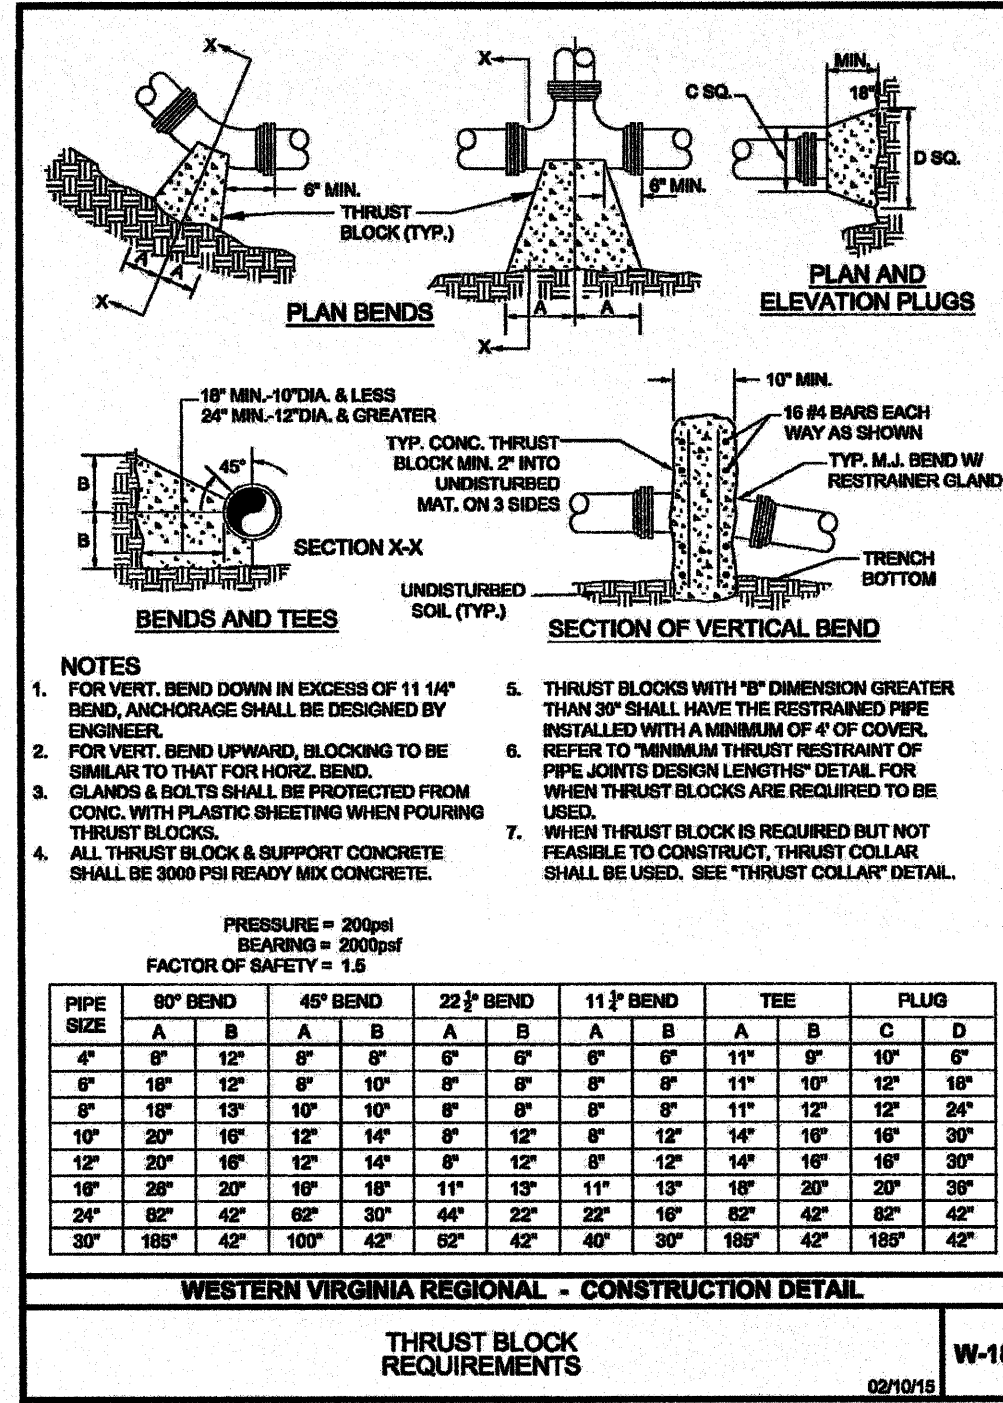 X
6" MIN.
THRUST
BLOCK (TYP.)
A
A
X
PLAN BENDS
X
6" MIN.
A
A
X
MIN.
18"
C SQ.
D SQ.
PLAN AND
ELEVATION PLUGS
18" MIN.-10"DIA. & LESS
24" MIN.-12"DIA. & GREATER
45°
B
B
SECTION X-X
BENDS AND TEES
10" MIN.
16 #4 BARS EACH
WAY AS SHOWN
TYP. CONC. THRUST
BLOCK MIN. 2" INTO
UNDISTURBED
MAT. ON 3 SIDES
TYP. M.J. BEND W/
RESTRAINER GLAND
TRENCH
BOTTOM
UNDISTURBED
SOIL (TYP.)
SECTION OF VERTICAL BEND
NOTES
1. FOR VERT. BEND DOWN IN EXCESS OF 11 1/4°
BEND, ANCHORAGE SHALL BE DESIGNED BY
ENGINEER.
2. FOR VERT. BEND UPWARD, BLOCKING TO BE
SIMILAR TO THAT FOR HORZ. BEND.
3. GLANDS & BOLTS SHALL BE PROTECTED FROM
CONC. WITH PLASTIC SHEETING WHEN POURING
THRUST BLOCKS.
4. ALL THRUST BLOCK & SUPPORT CONCRETE
SHALL BE 3000 PSI READY MIX CONCRETE.
5. THRUST BLOCKS WITH "B" DIMENSION GREATER
THAN 30" SHALL HAVE THE RESTRAINED PIPE
INSTALLED WITH A MINIMUM OF 4' OF COVER.
6. REFER TO "MINIMUM THRUST RESTRAINT OF
PIPE JOINTS DESIGN LENGTHS" DETAIL FOR
WHEN THRUST BLOCKS ARE REQUIRED TO BE
USED.
7. WHEN THRUST BLOCK IS REQUIRED BUT NOT
FEASIBLE TO CONSTRUCT, THRUST COLLAR
SHALL BE USED. SEE "THRUST COLLAR" DETAIL.
PRESSURE = 200psi
BEARING = 2000psf
FACTOR OF SAFETY = 1.5
PIPE SIZE 90° BEND 45° BEND 22 1/2° BEND 11 1/4° BEND TEE PLUG
A B A B A B A B A B C D
4" 8" 12" 8" 8" 6" 6" 6" 6" 11" 9" 10" 6"
6" 18" 12" 8" 10" 8" 8" 8" 8" 11" 10" 12" 18"
8" 18" 13" 10" 10" 8" 8" 8" 8" 11" 12" 12" 24"
10" 20" 16" 12" 14" 8" 12" 8" 12" 14" 16" 16" 30"
12" 20" 16" 12" 14" 8" 12" 8" 12" 14" 16" 16" 30"
16" 26" 20" 16" 18" 11" 13" 11" 13" 18" 20" 20" 36"
24" 82" 42" 62" 30" 44" 22" 22" 16" 82" 42" 82" 42"
30" 185" 42" 100" 42" 52" 42" 40" 30" 185" 42" 185" 42"
WESTERN VIRGINIA REGIONAL - CONSTRUCTION DETAIL
THRUST BLOCK
REQUIREMENTS
W-18
02/10/15